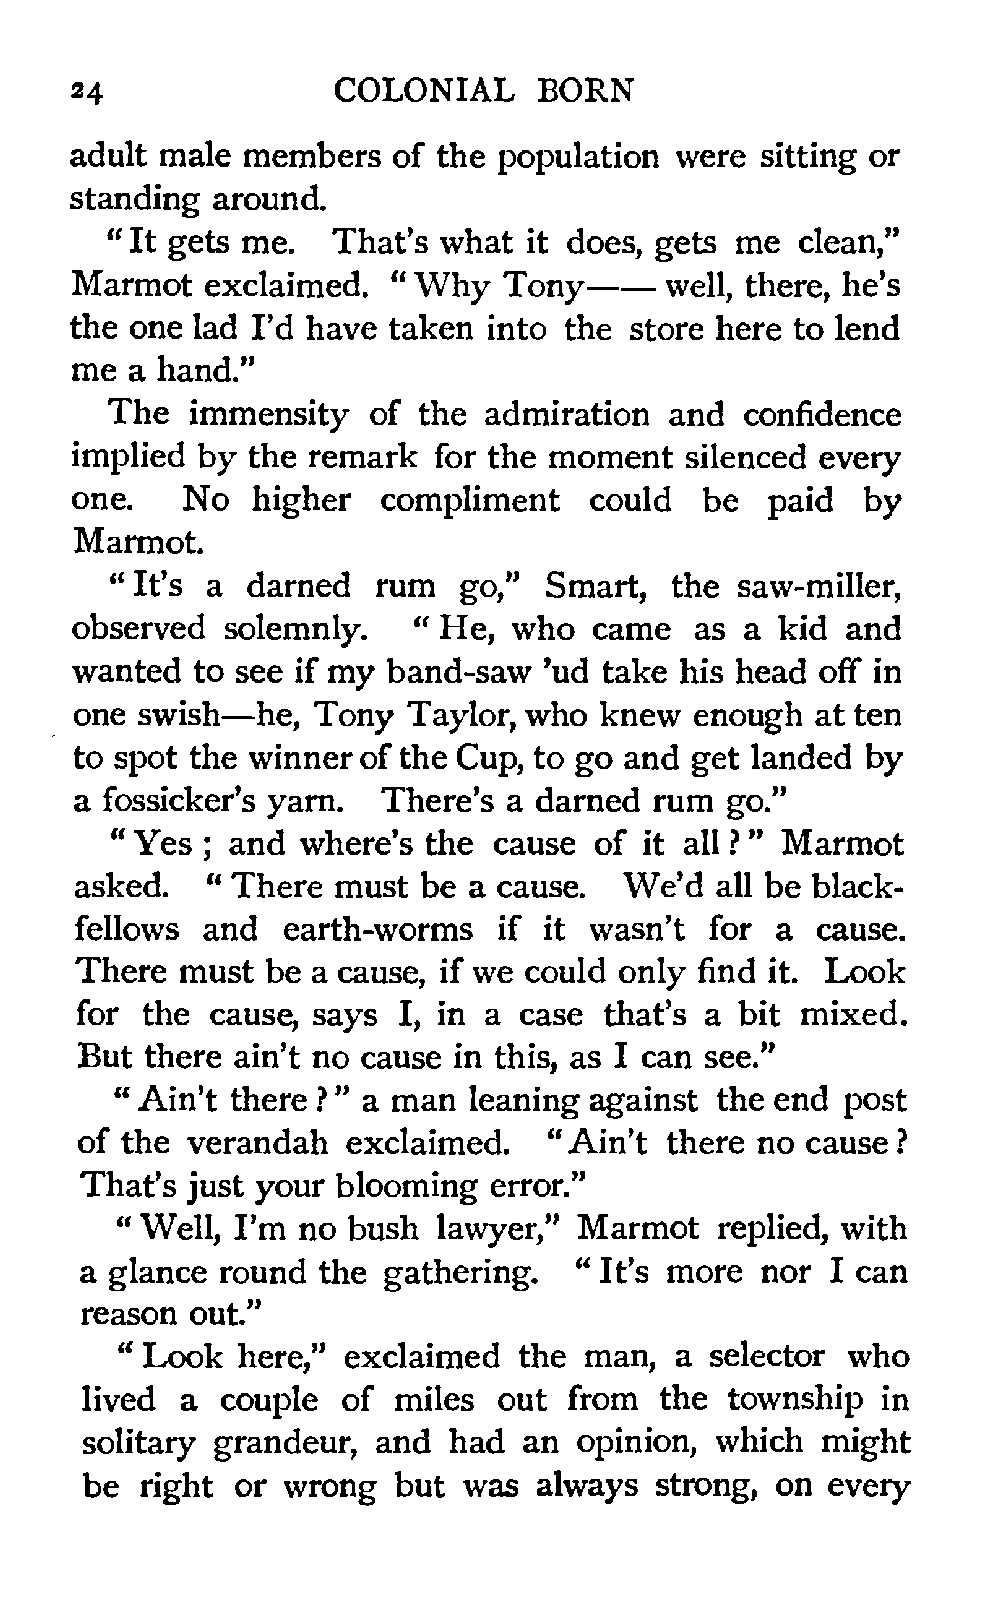 24 COLONIAL BORN
adult male members of the population were sitting or
standing around.
“It gets me. That’s what it does, gets me clean,”
Marmot exclaimed. “Why Tony—— well, there, he’s
the one lad I’d have taken into the store here to lend
me a hand.”
The immensity of the admiration and confidence
implied by the remark for the moment silenced every
one. No higher compliment could be paid by
Marmot.
“It’s a darned rum go,” Smart, the saw-miller,
observed solemnly. “He, who came as a kid and
wanted to see if my band-saw ’ud take his head off in
one swish—he, Tony Taylor, who knew enough at ten
to spot the winner of the Cup, to go and get landed by
a fossicker’s yarn. There’s a darned rum go.”
“Yes ; and where’s the cause of it all ?” Marmot
asked. “There must be a cause. We’d all be black-
fellows and earth-worms if it wasn’t for a cause.
There must be a cause, if we could only find it. Look
for the cause, says I, in a case that’s a bit mixed.
But there ain’t no cause in this, as I can see.”
“Ain’t there ?” a man leaning against the end post
of the verandah exclaimed. “Ain’t there no cause ?
That’s just your blooming error.”
“Well, I’m no bush lawyer,” Marmot replied, with
a glance round the gathering. “It’s more nor I can
reason out.”
“Look here,” exclaimed the man, a selector who
lived a couple of miles out from the township in
solitary grandeur, and had an opinion, which might
be right or wrong but was always strong, on every